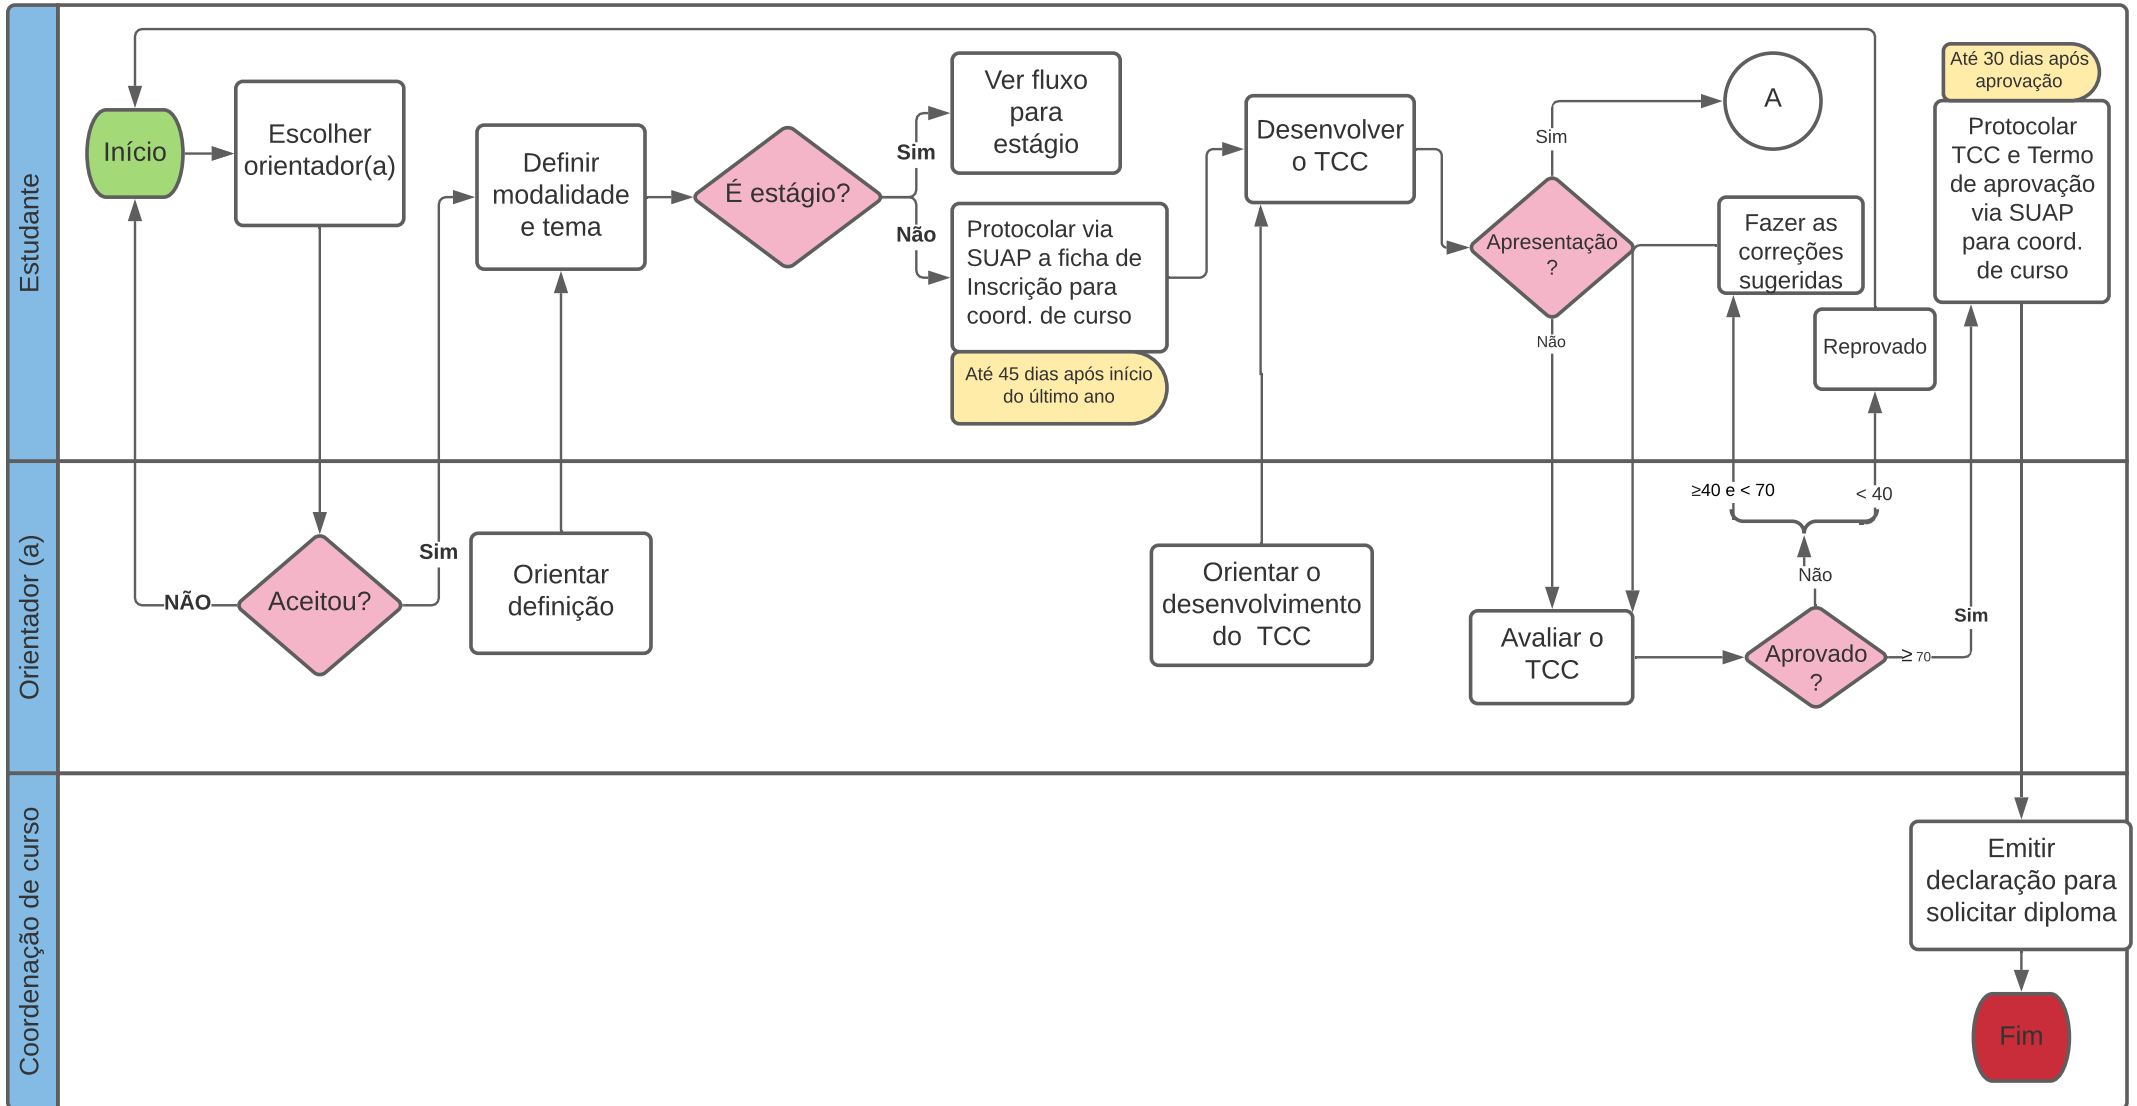 Estudante
Início
Escolher
orientador(a)
Definir
modalidade
e tema
É estágio?
Sim
Não
Ver fluxo
para
estágio
Protocolar via
SUAP a ficha de
Inscrição para
coord. de curso
Até 45 dias após início
do último ano
Desenvolver
o TCC
Apresentação
?
Sim
Não
A
Fazer as
correções
sugeridas
Reprovado
Até 30 dias após
aprovação
Protocolar
TCC e Termo
de aprovação
via SUAP
para coord.
de curso
Orientador (a)
NÃO
Aceitou?
Sim
Orientar
definição
Orientar o
desenvolvimento
do TCC
Avaliar o
TCC
≥40 e < 70
< 40
Não
Aprovado
?
≥ 70
Sim
Coordenação de curso
Emitir
declaração para
solicitar diploma
Fim